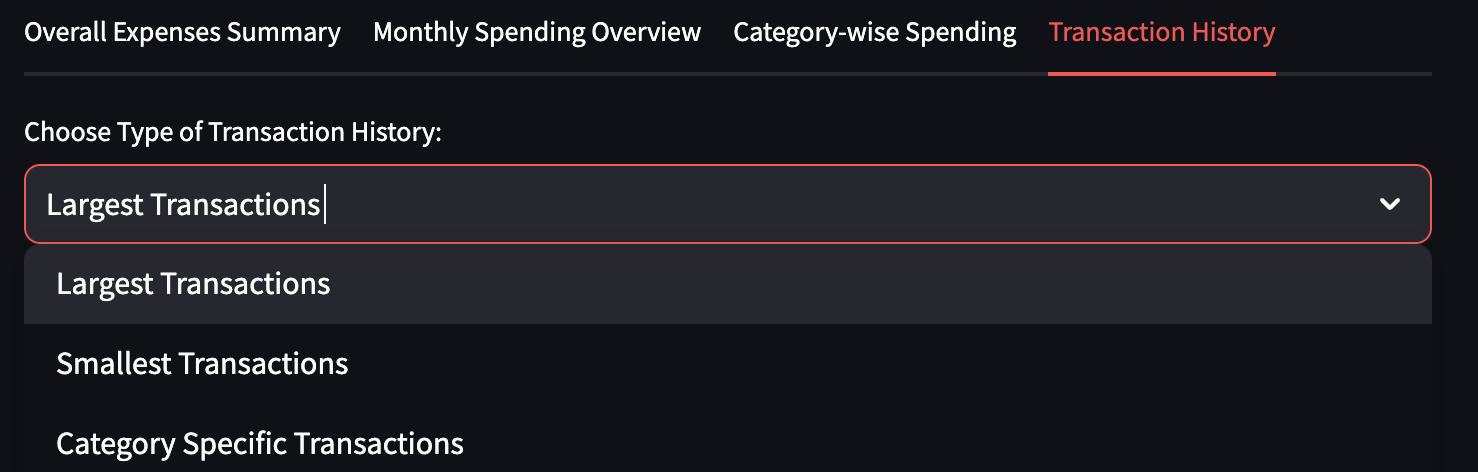 Overall Expenses Summary Monthly Spending Overview Category-wise Spending Transaction History
Choose Type of Transaction History:
Largest Transactions
Largest Transactions
Smallest Transactions
Category Specific Transactions